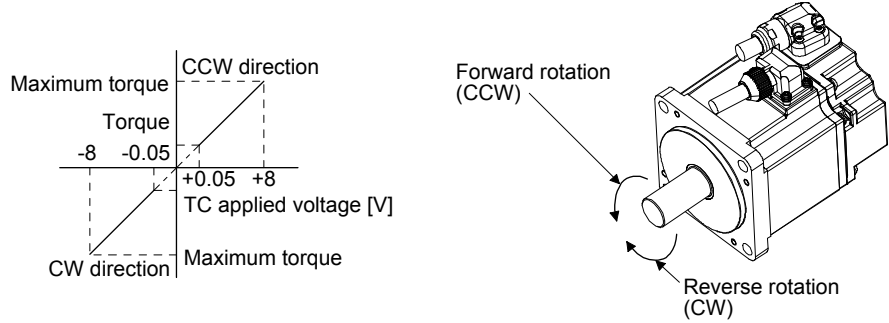 CCW direction
Maximum torque
Torque
-8
-0.05
+0.05
+8
TC applied voltage [V]
CW direction
Maximum torque
Forward rotation
(CCW)
Reverse rotation
(CW)